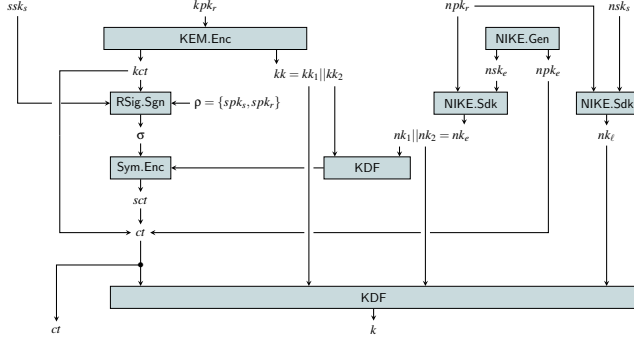 ssk_s kpk_r npk_r nsk_s
KEM.Enc NIKE.Gen
kct kk = kk_1||kk_2 nsk_e npk_e
RSig.Sgn ρ = {spk_s, spk_r} NIKE.Sdk NIKE.Sdk
σ nk_1||nk_2 = nk_e nk_ℓ
Sym.Enc KDF
sct
ct
KDF
ct k